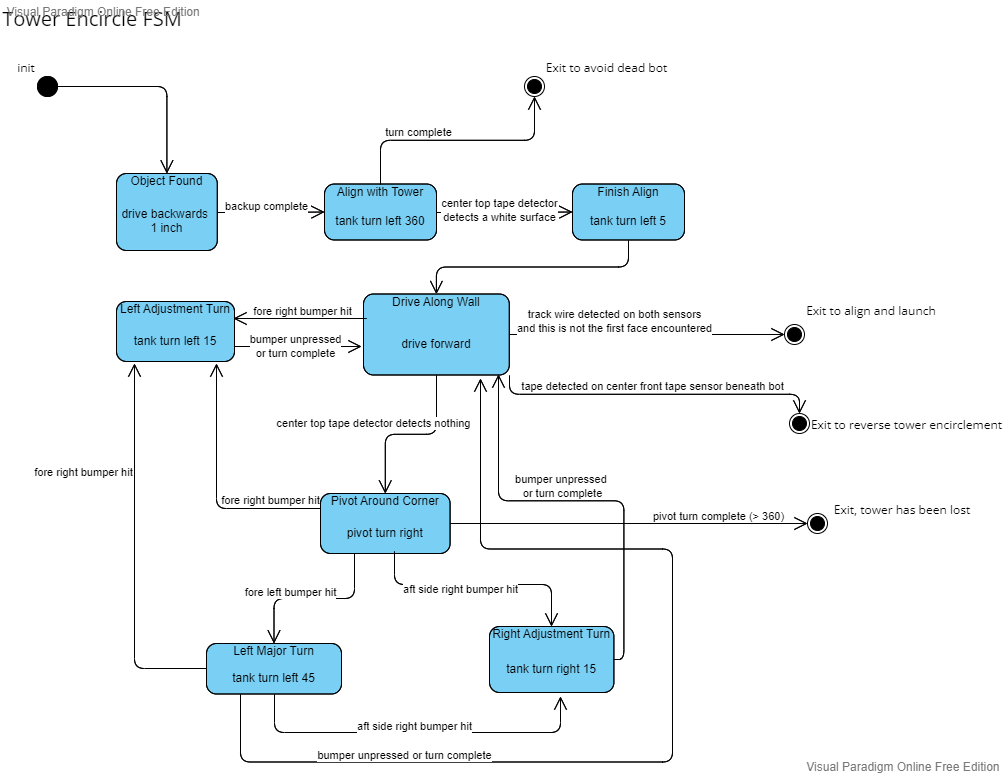 Visual Paradigm Online Free Edition
Tower Encircle FSM
init
Exit to avoid dead bot
turn complete
Object Found
drive backwards
1 inch
backup complete
Align with Tower
tank turn left 360
center top tape detector
detects a white surface
Finish Align
tank turn left 5
Left Adjustment Turn
tank turn left 15
fore right bumper hit
bumper unpressed
or turn complete
Drive Along Wall
drive forward
track wire detected on both sensors
and this is not the first face encountered
Exit to align and launch
tape detected on center front tape sensor beneath bot
Exit to reverse tower encirclement
center top tape detector detects nothing
fore right bumper hit
fore right bumper hit
Pivot Around Corner
pivot turn right
bumper unpressed
or turn complete
pivot turn complete (> 360)
Exit, tower has been lost
fore left bumper hit
aft side right bumper hit
Left Major Turn
tank turn left 45
Right Adjustment Turn
tank turn right 15
aft side right bumper hit
bumper unpressed or turn complete
Visual Paradigm Online Free Edition